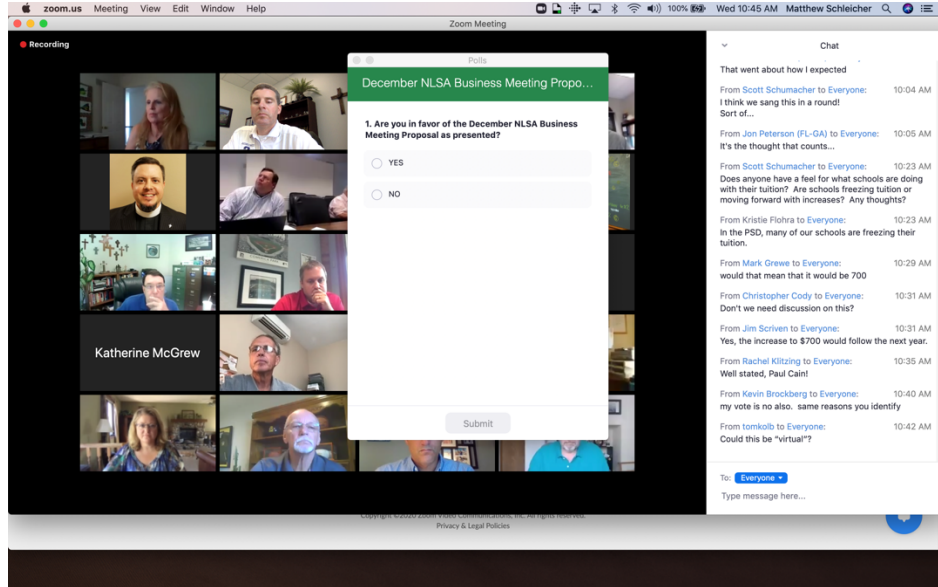 zoom.us Meeting View Edit Window Help 100% Wed 10:45 AM Matthew Schleicher
Zoom Meeting
Recording
Katherine McGrew
Polls
December NLSA Business Meeting Propo...
1. Are you in favor of the December NLSA Business
Meeting Proposal as presented?
YES
NO
Submit
Chat
That went about how I expected
From Scott Schumacher to Everyone: 10:04 AM
I think we sang this in a round!
Sort of...
From Jon Peterson (FL-GA) to Everyone: 10:05 AM
It's the thought that counts...
From Scott Schumacher to Everyone: 10:23 AM
Does anyone have a feel for what schools are doing
with their tuition? Are schools freezing tuition or
moving forward with increases? Any thoughts?
From Kristie Flohra to Everyone: 10:23 AM
In the PSD, many of our schools are freezing their
tuition.
From Mark Grewe to Everyone: 10:29 AM
would that mean that it would be 700
From Christopher Cody to Everyone: 10:31 AM
Don't we need discussion on this?
From Jim Scriven to Everyone: 10:31 AM
Yes, the increase to $700 would follow the next year.
From Rachel Klitzing to Everyone: 10:35 AM
Well stated, Paul Cain!
From Kevin Brockberg to Everyone: 10:40 AM
my vote is no also. same reasons you identify
From tomkolb to Everyone: 10:42 AM
Could this be "virtual"?
To: Everyone
Type message here...
Copyright ©2020 Zoom Video Communications, Inc. All rights reserved.
Privacy & Legal Policies